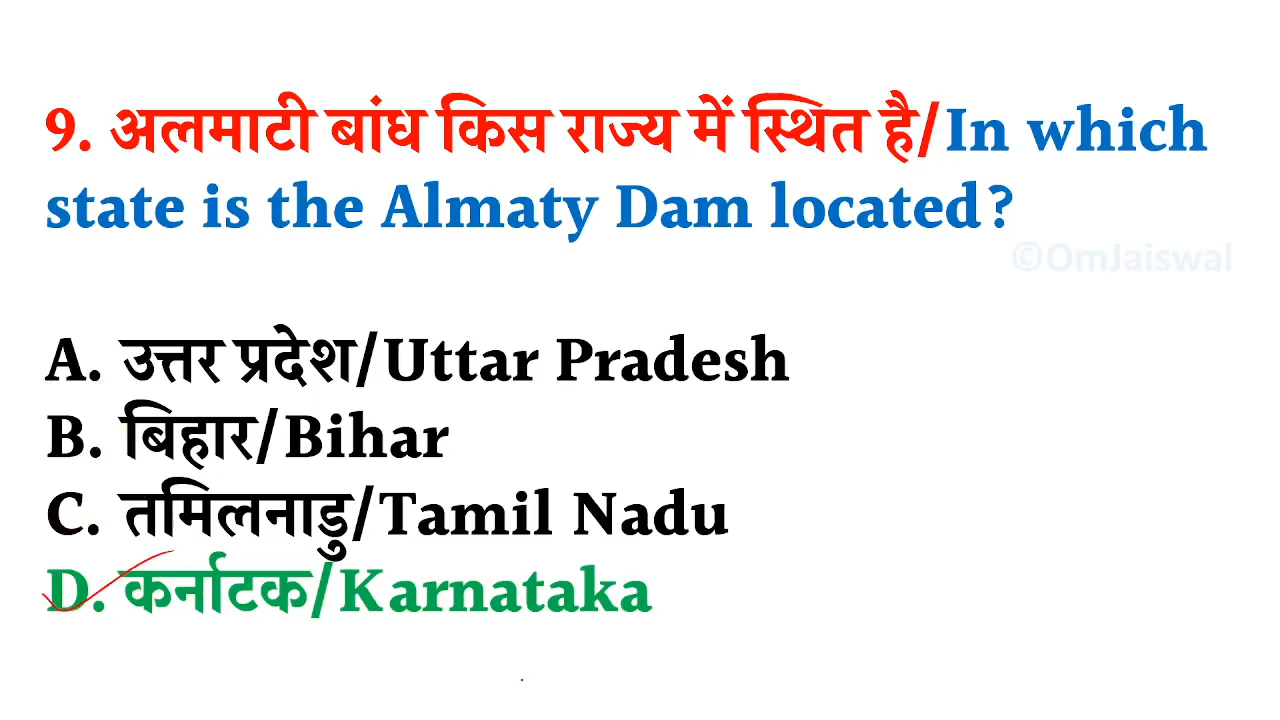 9. अलमाटी बांध किस राज्य में स्थित है/In which
state is the Almaty Dam located?
©OmJaiswal
A. उत्तर प्रदेश/Uttar Pradesh
B. बिहार/Bihar
C. तमिलनाडु/Tamil Nadu
D. कर्नाटक/Karnataka